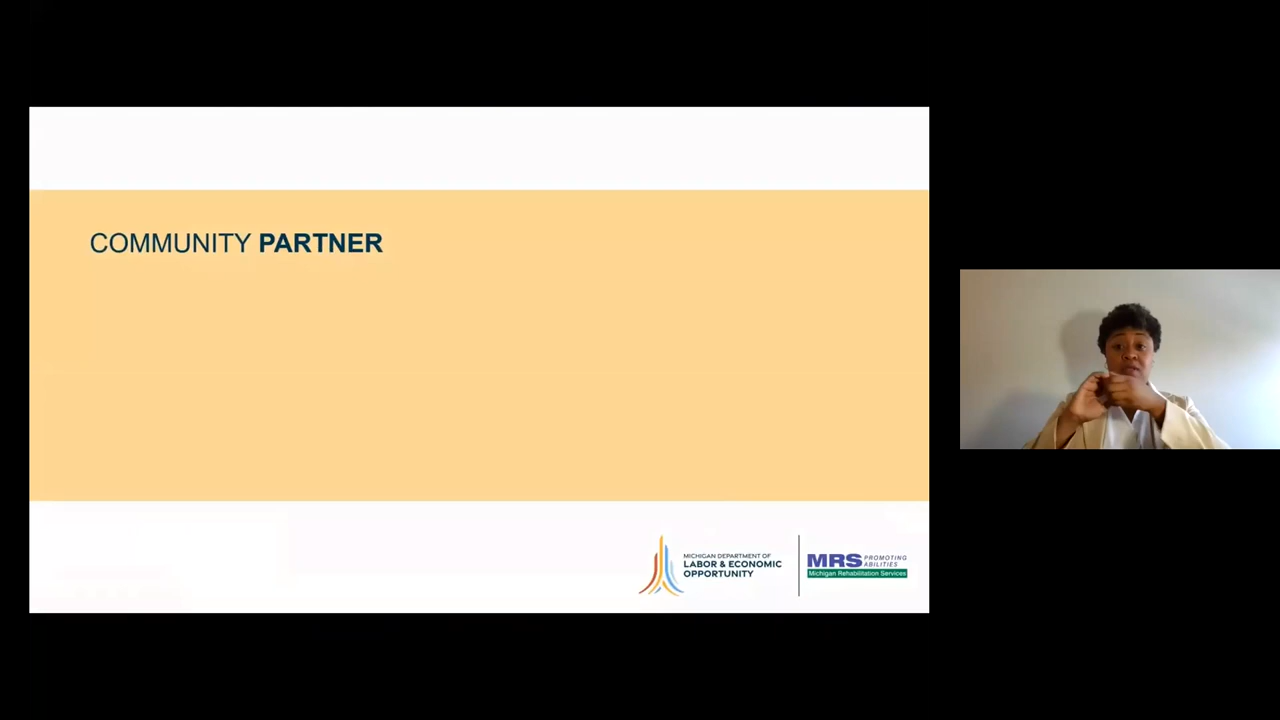 COMMUNITY PARTNER
MICHIGAN DEPARTMENT OF
LABOR & ECONOMIC
OPPORTUNITY
MRS PROMOTING
ABILITIES
Michigan Rehabilitation Services